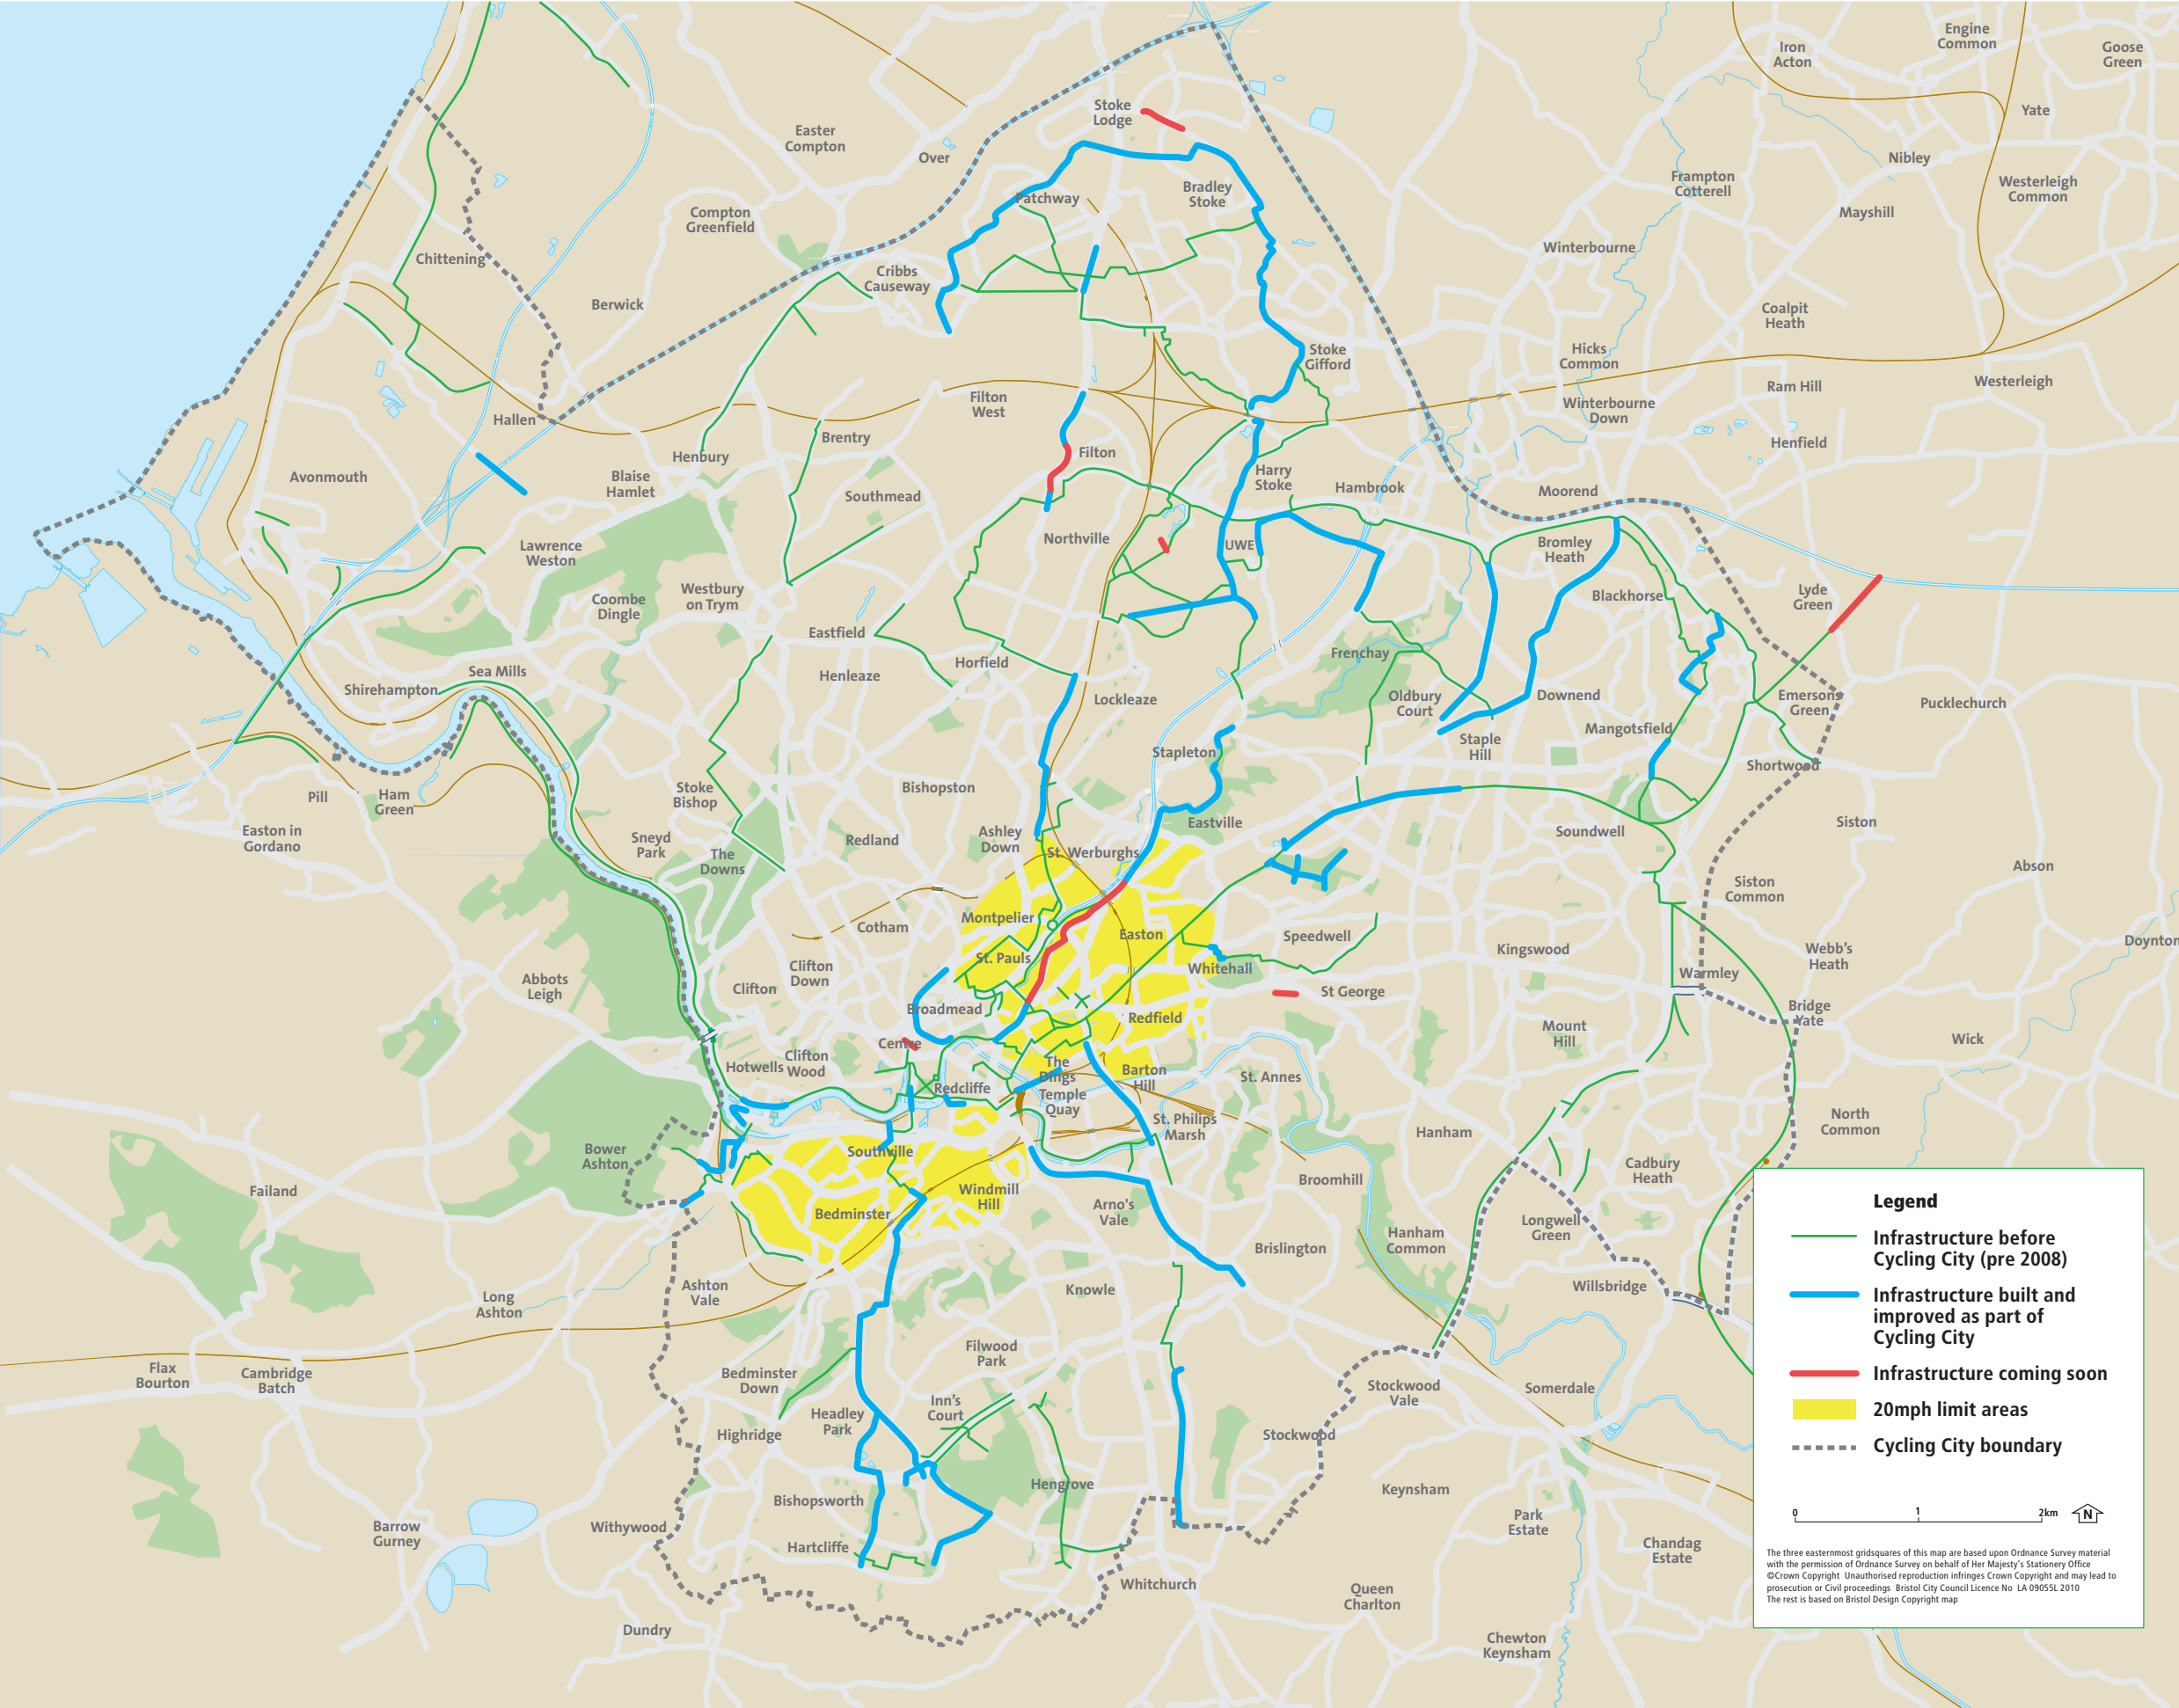 Engine
Common
Iron
Acton
Goose
Green
Stoke
Lodge
Yate
Easter
Compton
Over
Nibley
Frampton
Cotterell
Westerleigh
Common
Patchway
Bradley
Stoke
Compton
Greenfield
Mayshill
Winterbourne
Chittening
Cribbs
Causeway
Berwick
Coalpit
Heath
Stoke
Gifford
Hicks
Common
Ram Hill
Westerleigh
Filton
West
Winterbourne
Down
Hallen
Brentry
Henfield
Henbury
Filton
Avonmouth
Blaise
Hamlet
Southmead
Harry
Stoke
Hambrook
Moorend
Northville
UWE
Bromley
Heath
Lawrence
Weston
Coombe
Dingle
Westbury
on Trym
Blackhorse
Lyde
Green
Eastfield
Henleaze
Horfield
Frenchay
Sea Mills
Shirehampton
Lockleaze
Oldbury
Court
Downend
Emersons
Green
Pucklechurch
Mangotsfield
Stapleton
Staple
Hill
Shortwood
Pill
Ham
Green
Stoke
Bishop
Bishopston
Easton in
Gordano
Sneyd
Park
The
Downs
Redland
Ashley
Down
St. Werburghs
Eastville
Soundwell
Siston
Abson
Siston
Common
Montpelier
Cotham
Easton
Speedwell
Kingswood
Webb's
Heath
Doynton
Abbots
Leigh
Clifton
Clifton
Down
St. Pauls
Whitehall
St George
Warmley
Broadmead
Redfield
Bridge
Yate
Centre
Mount
Hill
Wick
Hotwells
Clifton
Wood
Redcliffe
The
Dings
Temple
Quay
Barton
Hill
St. Annes
St. Philips
Marsh
Hanham
North
Common
Bower
Ashton
Southville
Failand
Bedminster
Windmill
Hill
Arno's
Vale
Broomhill
Cadbury
Heath
Longwell
Green
Hanham
Common
Brislington
Willsbridge
Ashton
Vale
Knowle
Long
Ashton
Flax
Bourton
Cambridge
Batch
Bedminster
Down
Filwood
Park
Stockwood
Vale
Somerdale
Headley
Park
Inn's
Court
Highridge
Stockwood
Hengrove
Keynsham
Bishopsworth
Park
Estate
Barrow
Gurney
Withywood
Hartcliffe
Chandag
Estate
Whitchurch
Queen
Charlton
Dundry
Chewton
Keynsham
Legend
Infrastructure before
Cycling City (pre 2008)
Infrastructure built and
improved as part of
Cycling City
Infrastructure coming soon
20mph limit areas
Cycling City boundary
0 1 2km N
The three easternmost gridsquares of this map are based upon Ordnance Survey material
with the permission of Ordnance Survey on behalf of Her Majesty's Stationery Office
©Crown Copyright Unauthorised reproduction infringes Crown Copyright and may lead to
prosecution or Civil proceedings Bristol City Council Licence No LA 09055L 2010
The rest is based on Bristol Design Copyright map